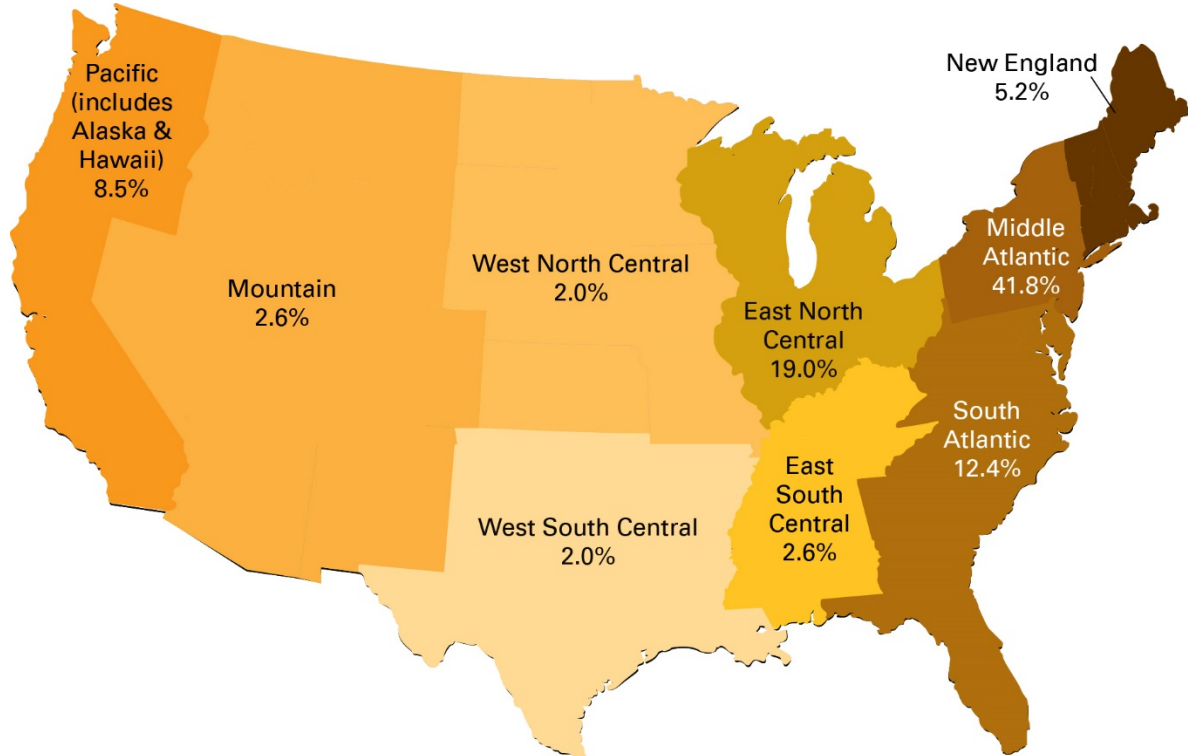 Pacific
(includes
Alaska &
Hawaii)
8.5%
Mountain
2.6%
West North Central
2.0%
West South Central
2.0%
East North
Central
19.0%
East
South
Central
2.6%
New England
5.2%
Middle
Atlantic
41.8%
South
Atlantic
12.4%